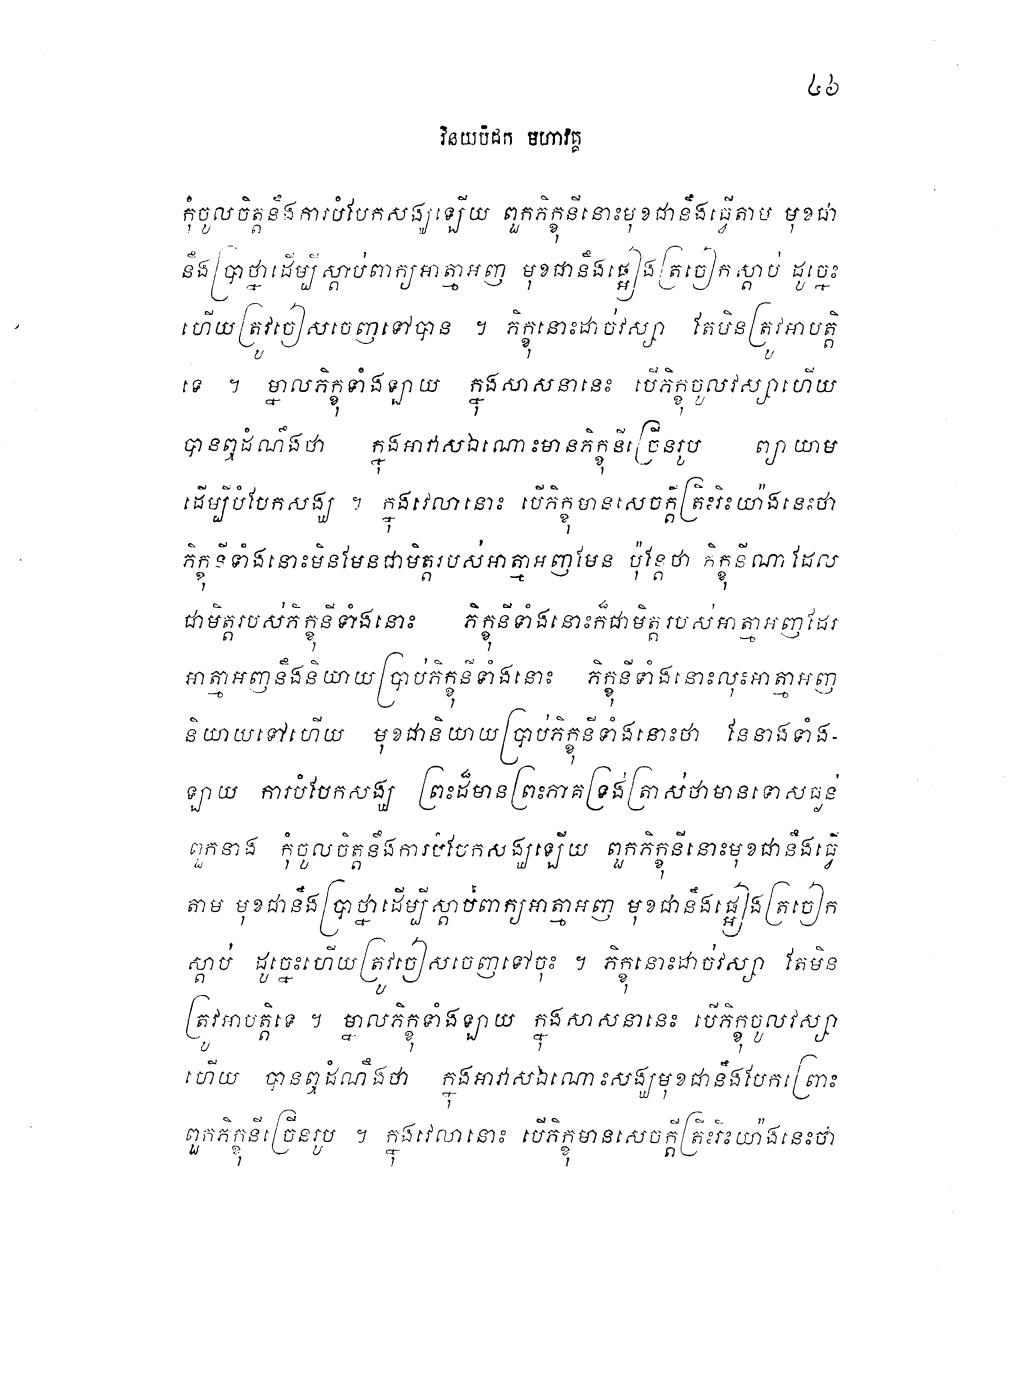 ៤៦
វិនយបិដក មហាវគ្គ
កុំចូលចិត្តនឹងការបំបែកសង្ឃឡើយ ពួកភិក្ខុនីនោះមុខជានឹងធ្វើតាម មុខជា
នឹងប្រាថ្នាដើម្បីស្តាប់ពាក្យអាត្មាអញ មុខជានឹងផ្ទៀងត្រចៀកស្តាប់ ដូច្នេះ
ហើយត្រូវចៀសចេញទៅបាន ។ ភិក្ខុនោះដាច់វស្សា តែមិនត្រូវអាបត្តិ
ទេ ។ ម្នាលភិក្ខុទាំងឡាយ ក្នុងសាសនានេះ បើភិក្ខុចូលវស្សាហើយ
បានឮដំណឹងថា ក្នុងអាវាសឯណោះមានភិក្ខុនីច្រើនរូប ព្យាយាម
ដើម្បីបំបែកសង្ឃ ។ ក្នុងវេលានោះ បើភិក្ខុមានសេចក្តីត្រិះរិះយ៉ាងនេះថា
ភិក្ខុនីទាំងនោះមិនមែនជាមិត្តរបស់អាត្មាអញមែន ប៉ុន្តែថា ភិក្ខុនីណាដែល
ជាមិត្តរបស់ភិក្ខុនីទាំងនោះ ភិក្ខុនីទាំងនោះក៏ជាមិត្តរបស់អាត្មាអញដែរ
អាត្មាអញនឹងនិយាយប្រាប់ភិក្ខុនីទាំងនោះ ភិក្ខុនីទាំងនោះលុះអាត្មាអញ
និយាយទៅហើយ មុខជានិយាយប្រាប់ភិក្ខុនីទាំងនោះថា នែនាងទាំង-
ឡាយ ការបំបែកសង្ឃ ព្រះដ៏មានព្រះភាគទ្រង់ត្រាស់ថាមានទោសធ្ងន់
ពួកនាង កុំចូលចិត្តនឹងការបំបែកសង្ឃឡើយ ពួកភិក្ខុនីនោះមុខជានឹងធ្វើ
តាម មុខជានឹងប្រាថ្នាដើម្បីស្តាប់ពាក្យអាត្មាអញ មុខជានឹងផ្ទៀងត្រចៀក
ស្តាប់ ដូច្នេះហើយត្រូវចៀសចេញទៅចុះ ។ ភិក្ខុនោះដាច់វស្សា តែមិន
ត្រូវអាបត្តិទេ ។ ម្នាលភិក្ខុទាំងឡាយ ក្នុងសាសនានេះ បើភិក្ខុចូលវស្សា
ហើយ បានឮដំណឹងថា ក្នុងអាវាសឯណោះសង្ឃមុខជានឹងបែកព្រោះ
ពួកភិក្ខុនីច្រើនរូប ។ ក្នុងវេលានោះ បើភិក្ខុមានសេចក្តីត្រិះរិះយ៉ាងនេះថា